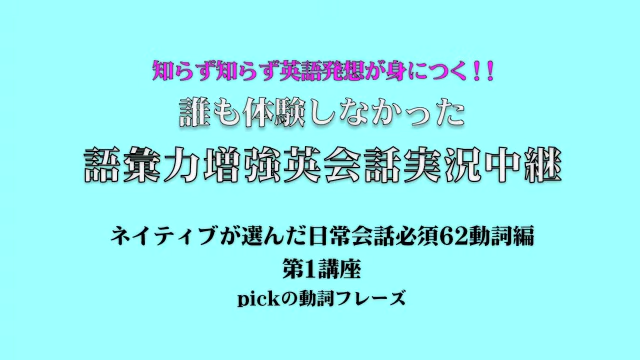 知らず知らず英語発想が身につく!!
誰も体験しなかった
語彙力増強英会話実況中継
ネイティブが選んだ日常会話必須62動詞編
第1講座
pickの動詞フレーズ